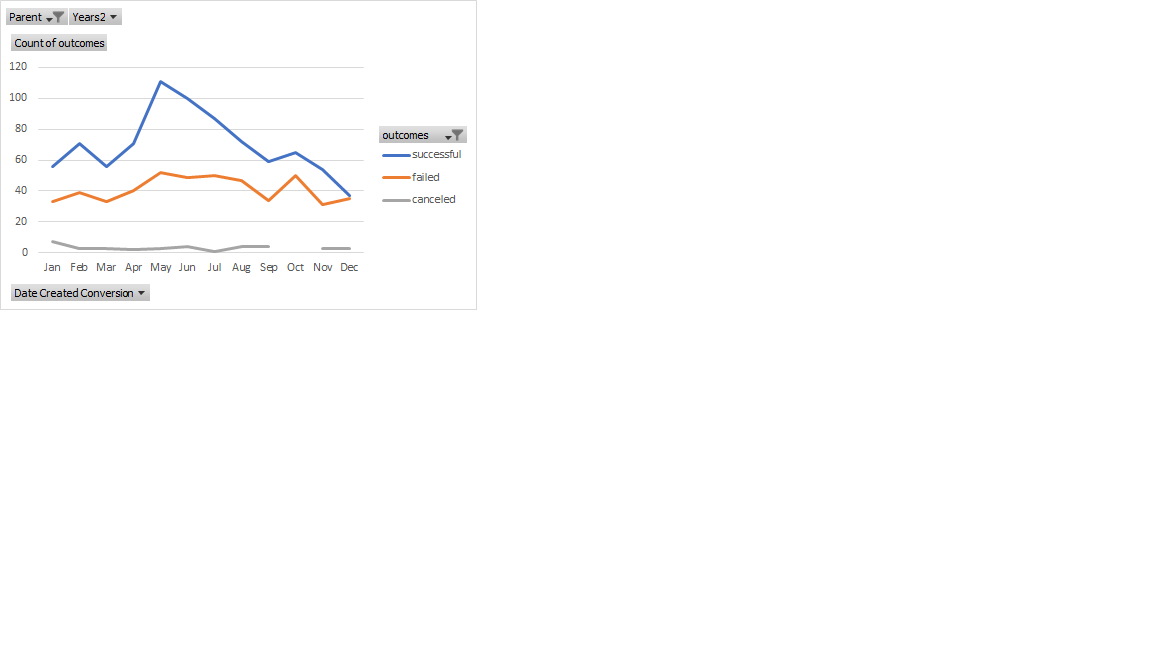 Parent Years2
Count of outcomes
120
100
80
60
40
20
0
Jan Feb Mar Apr May Jun Jul Aug Sep Oct Nov Dec
outcomes
successful
failed
canceled
Date Created Conversion